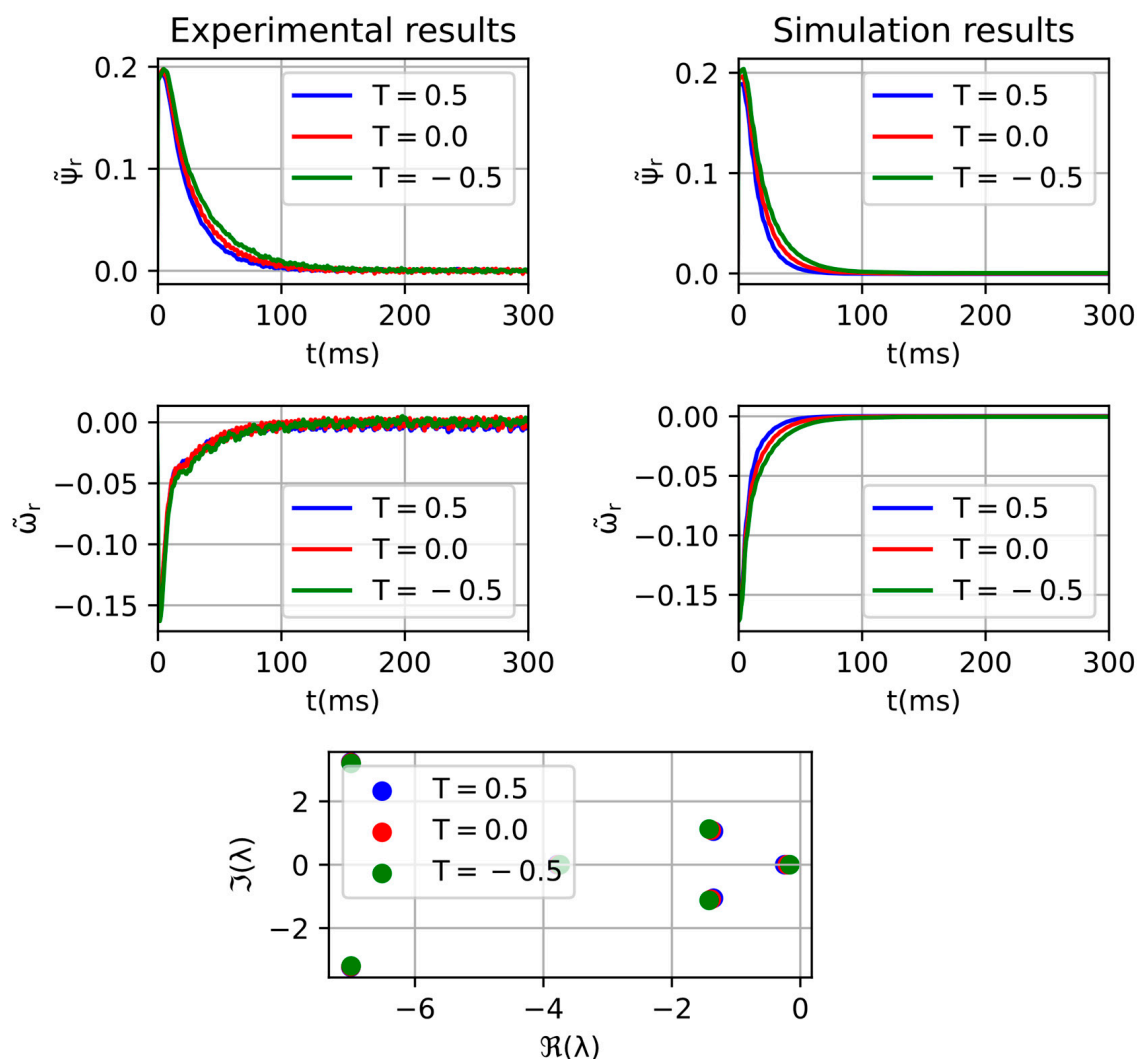 Experimental results
0.2
0.1
0.0
ψ̃r
T = 0.5
T = 0.0
T = −0.5
0 100 200 300
t(ms)
Simulation results
0.2
0.1
0.0
ψ̃r
T = 0.5
T = 0.0
T = −0.5
0 100 200 300
t(ms)
0.00
−0.05
−0.10
−0.15
ω̃r
T = 0.5
T = 0.0
T = −0.5
0 100 200 300
t(ms)
0.00
−0.05
−0.10
−0.15
ω̃r
T = 0.5
T = 0.0
T = −0.5
0 100 200 300
t(ms)
2
0
−2
ℑ(λ)
T = 0.5
T = 0.0
T = −0.5
−6 −4 −2 0
ℜ(λ)